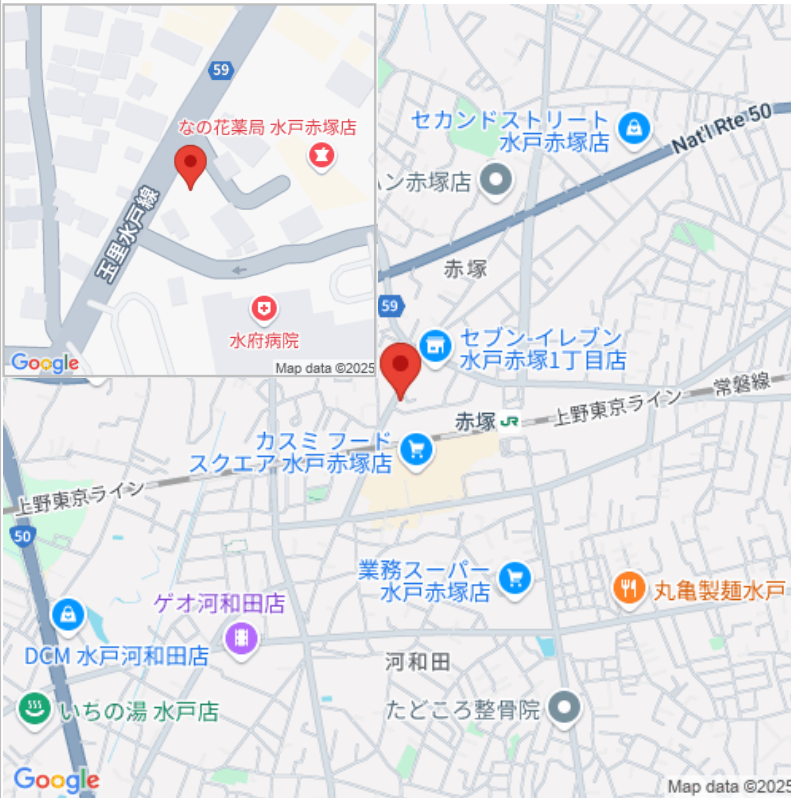 59
なの花薬局 水戸赤塚店
玉里水戸線
水府病院
Google
Map data ©2025
セカンドストリート
水戸赤塚店
Nat'l Rte 50
ハン赤塚店
赤塚
59
セブン-イレブン
水戸赤塚1丁目店
常磐線
上野東京ライン
赤塚 JR
カスミ フード
スクエア 水戸赤塚店
上野東京ライン
50
業務スーパー
水戸赤塚店
丸亀製麺水戸
ゲオ河和田店
DCM 水戸河和田店
河和田
いちの湯 水戸店
たどころ整骨院
Google
Map data ©2025